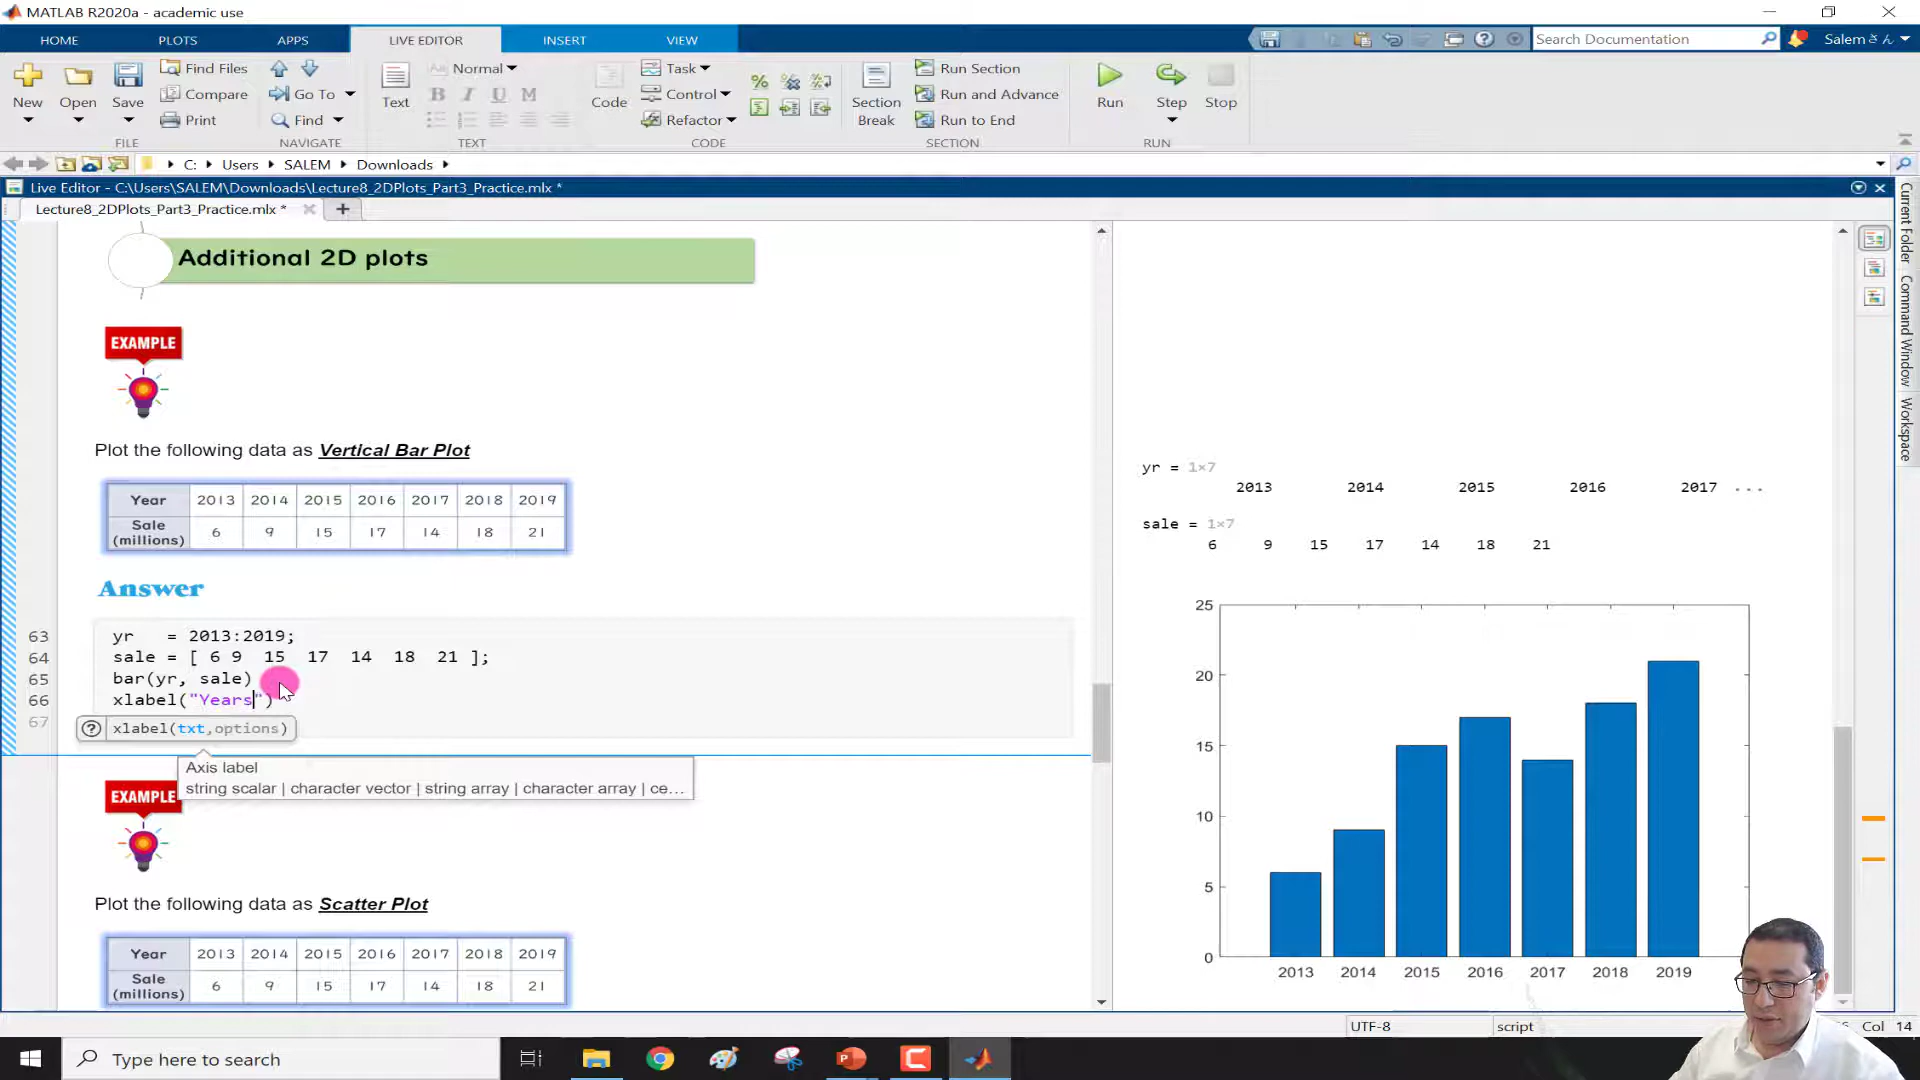 MATLAB R2020a - academic use
HOME PLOTS APPS LIVE EDITOR INSERT VIEW
Search Documentation
Salemさん
New Open Save
Find Files
Compare
Print
FILE
Go To
Find
NAVIGATE
Text
Normal
B I U M
TEXT
Code
Task
Control
Refactor
CODE
Section Break
Run Section
Run and Advance
Run to End
SECTION
Run Step Stop
RUN
C: Users SALEM Downloads
Live Editor - C:\Users\SALEM\Downloads\Lecture8_2DPlots_Part3_Practice.mlx *
Lecture8_2DPlots_Part3_Practice.mlx *
Additional 2D plots
EXAMPLE
Plot the following data as Vertical Bar Plot
Year 2013 2014 2015 2016 2017 2018 2019
Sale (millions) 6 9 15 17 14 18 21
Answer
63 yr = 2013:2019;
64 sale = [ 6 9 15 17 14 18 21 ];
65 bar(yr, sale)
66 xlabel("Years")
67
xlabel(txt,options)
Axis label
string scalar | character vector | string array | character array | ce...
EXAMPLE
Plot the following data as Scatter Plot
Year 2013 2014 2015 2016 2017 2018 2019
Sale (millions) 6 9 15 17 14 18 21
yr = 1×7
2013 2014 2015 2016 2017 ...
sale = 1×7
6 9 15 17 14 18 21
25
20
15
10
5
0
2013 2014 2015 2016 2017 2018 2019
Current Folder
Command Window
Workspace
UTF-8 script Col 14
Type here to search